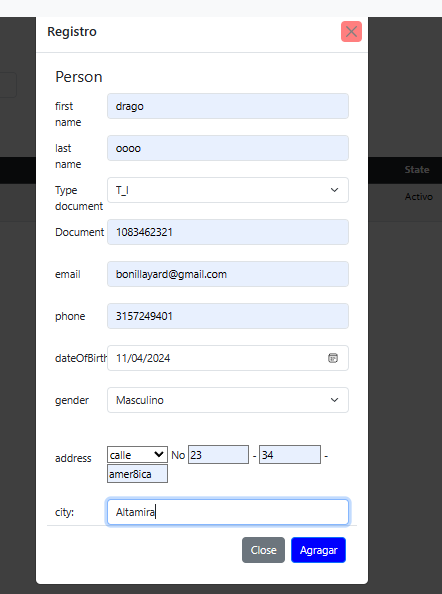 Registro
Person
first name
drago
last name
oooo
State
Type document
T_I
Activo
Document
1083462321
email
bonillayard@gmail.com
phone
3157249401
dateOfBirth
11/04/2024
gender
Masculino
address
calle No 23 - 34 -
amer8ica
city:
Altamira
Close Agragar